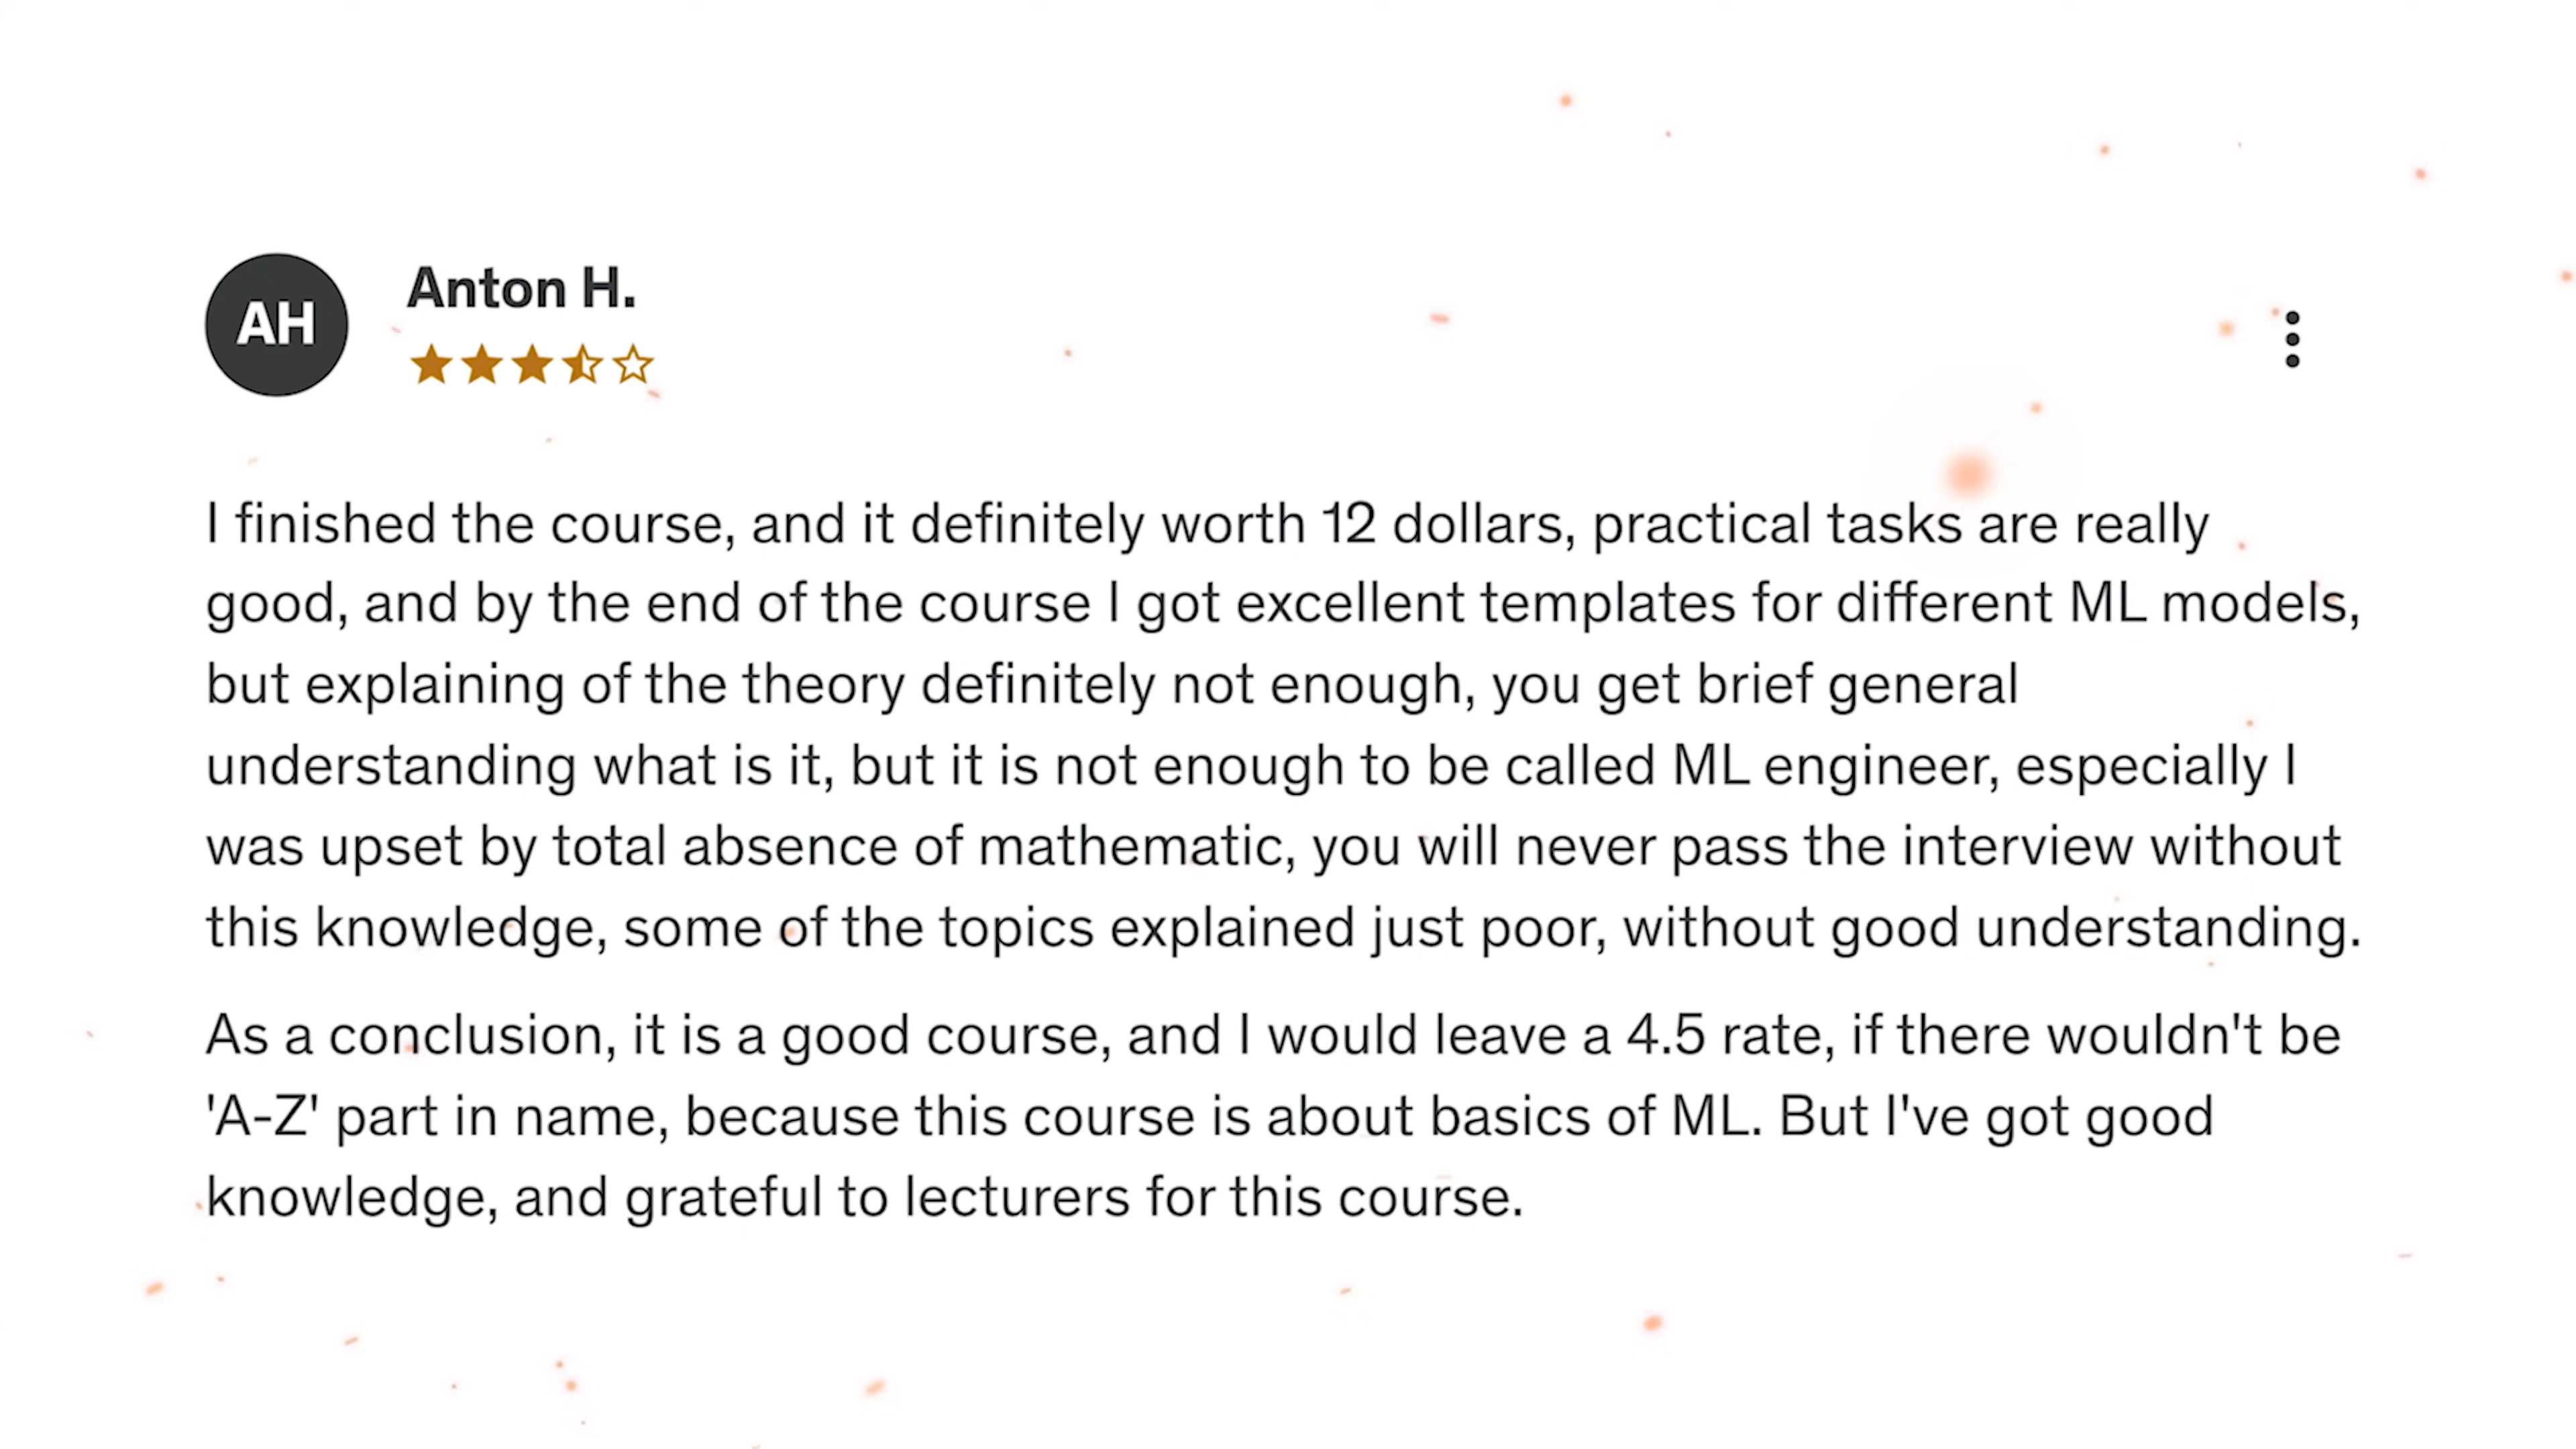 AH
Anton H.
I finished the course, and it definitely worth 12 dollars, practical tasks are really
good, and by the end of the course I got excellent templates for different ML models,
but explaining of the theory definitely not enough, you get brief general
understanding what is it, but it is not enough to be called ML engineer, especially I
was upset by total absence of mathematic, you will never pass the interview without
this knowledge, some of the topics explained just poor, without good understanding.
As a conclusion, it is a good course, and I would leave a 4.5 rate, if there wouldn't be
'A-Z' part in name, because this course is about basics of ML. But I've got good
knowledge, and grateful to lecturers for this course.